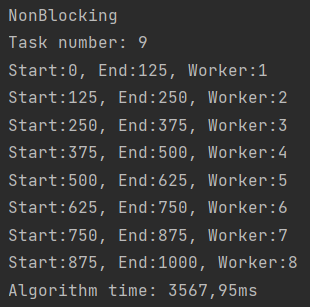 NonBlocking
Task number: 9
Start:0, End:125, Worker:1
Start:125, End:250, Worker:2
Start:250, End:375, Worker:3
Start:375, End:500, Worker:4
Start:500, End:625, Worker:5
Start:625, End:750, Worker:6
Start:750, End:875, Worker:7
Start:875, End:1000, Worker:8
Algorithm time: 3567,95ms